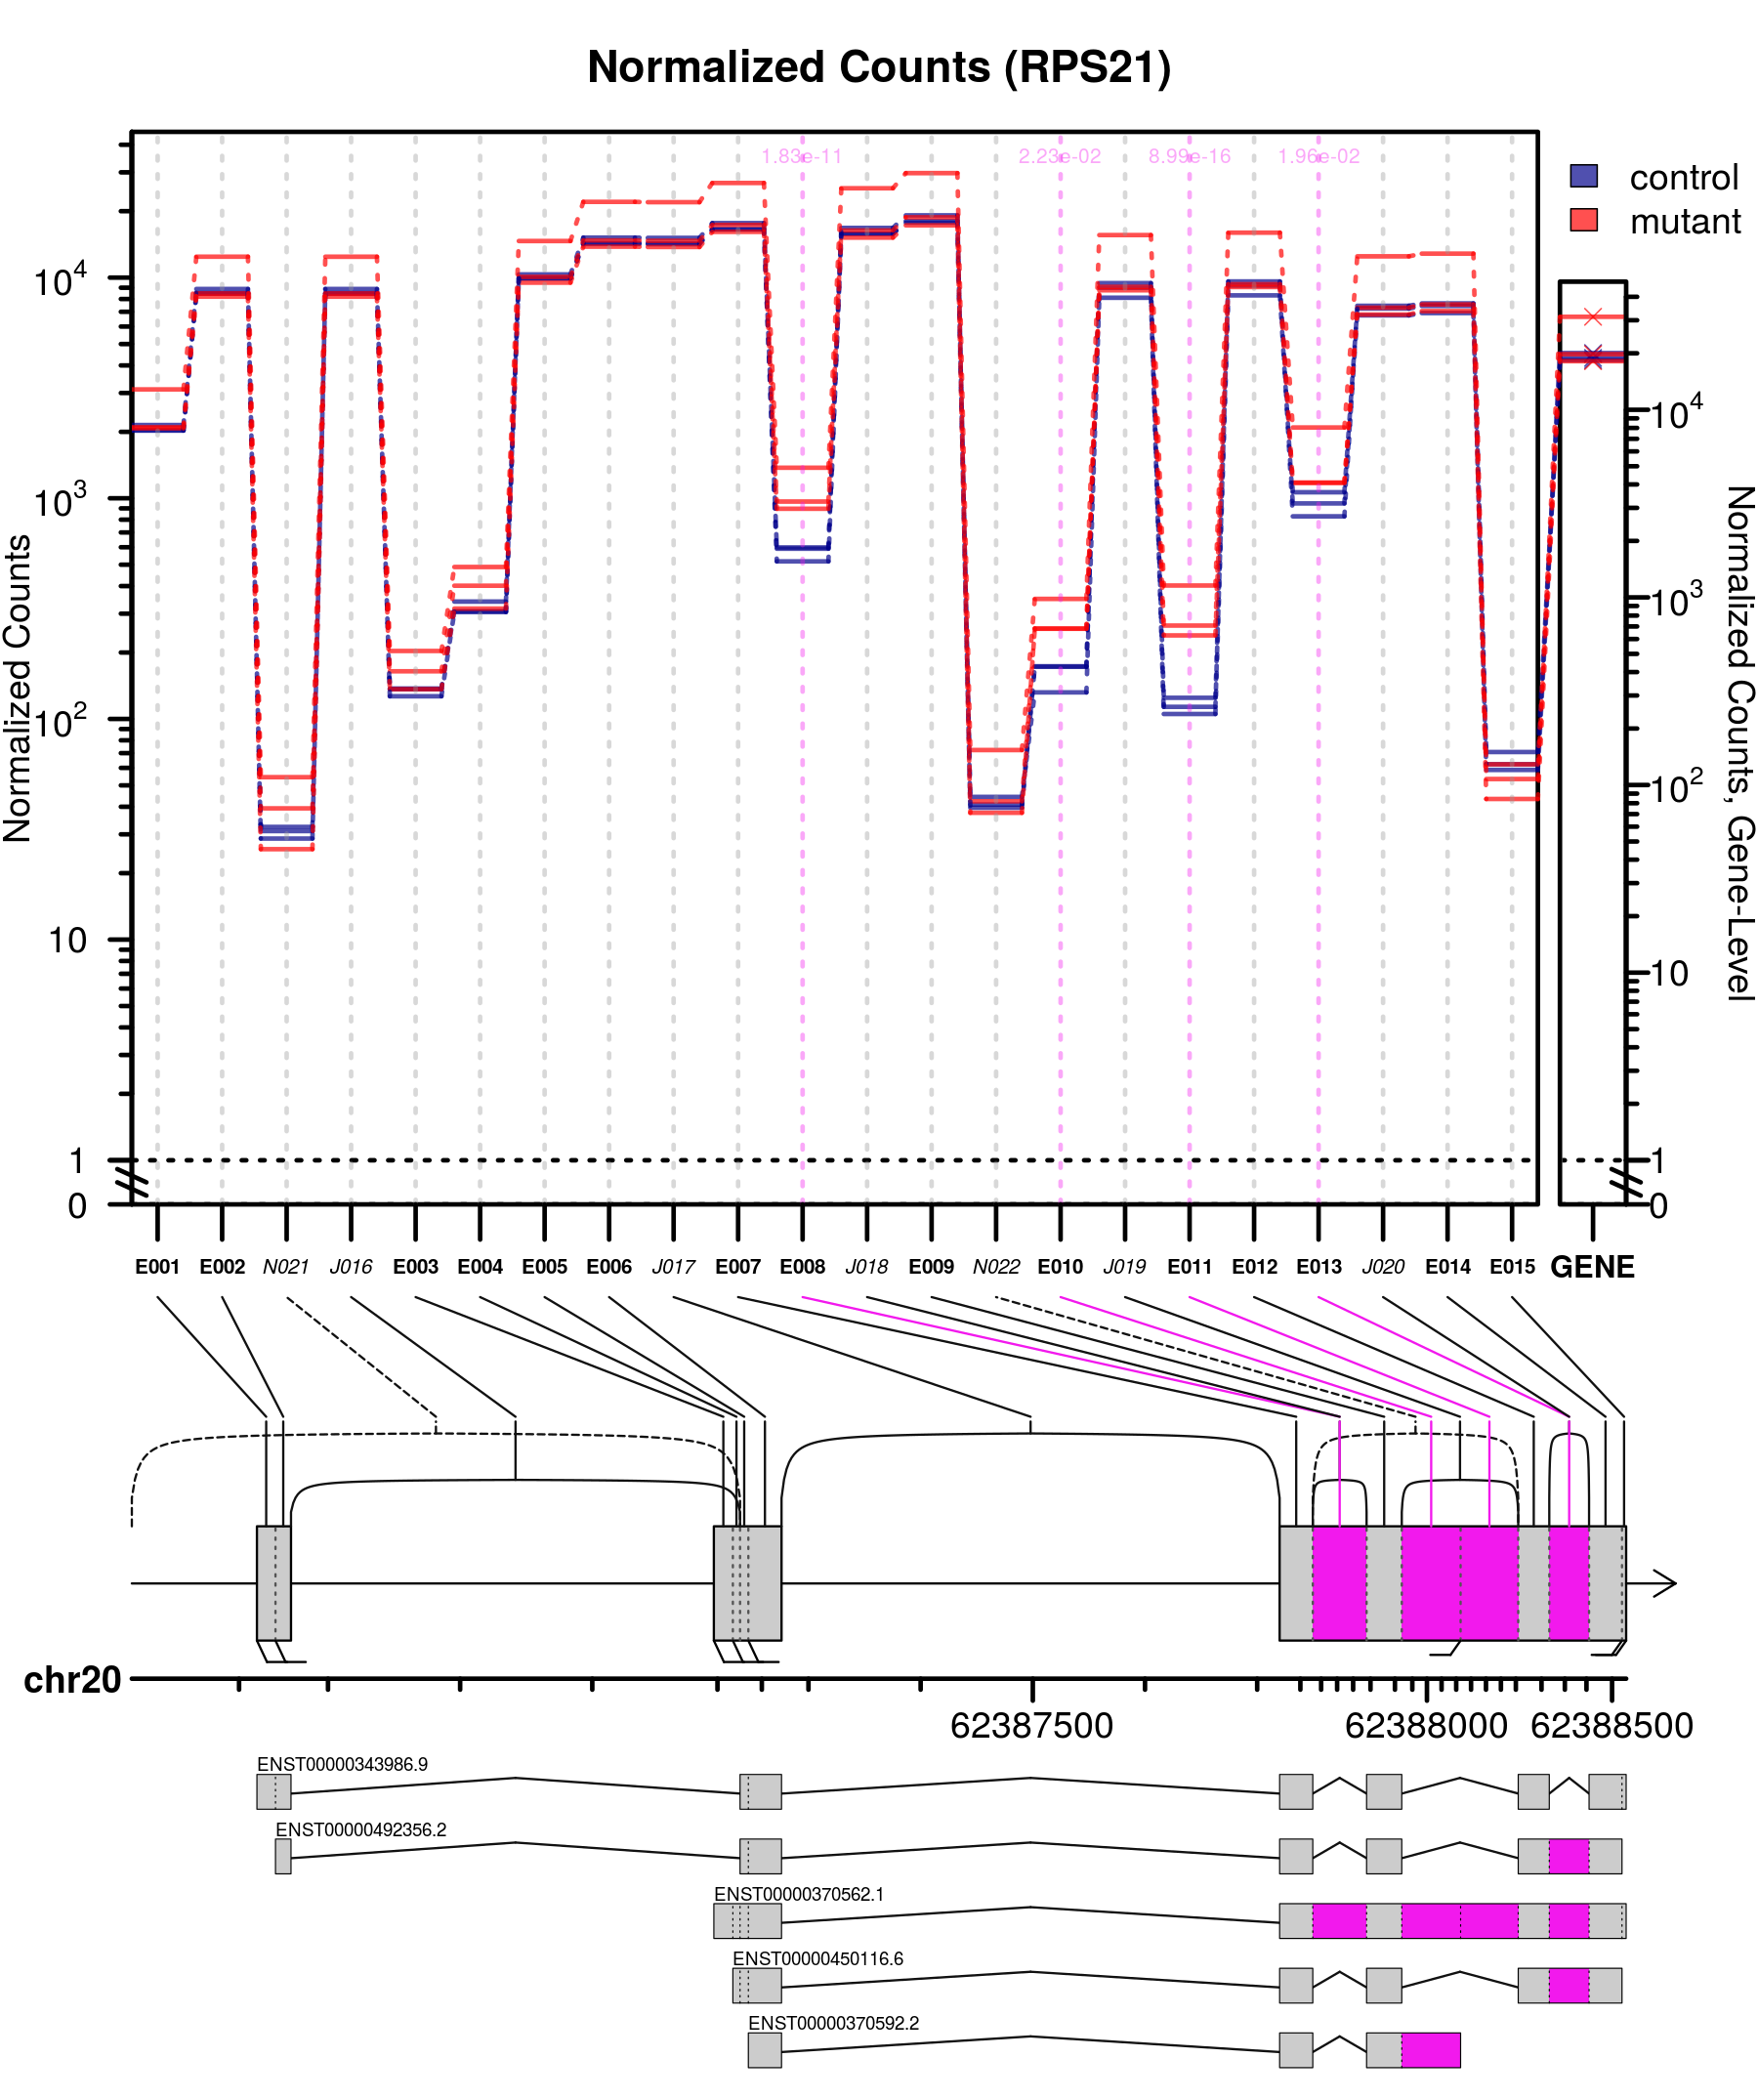 Normalized Counts (RPS21)
1.83e-11 2.23e-02 8.99e-16 1.96e-02
control
mutant
Normalized Counts
10^4
10^3
10^2
10
1
0
10^4
10^3
10^2
10
1
0
Normalized Counts, Gene-Level
E001 E002 N021 J016 E003 E004 E005 E006 J017 E007 E008 J018 E009 N022 E010 J019 E011 E012 E013 J020 E014 E015 GENE
chr20
62387500 62388000 62388500
ENST00000343986.9
ENST00000492356.2
ENST00000370562.1
ENST00000450116.6
ENST00000370592.2